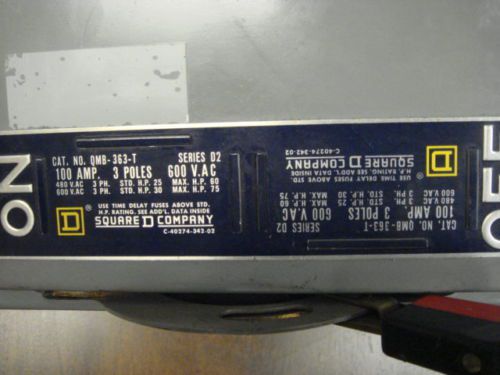 ON
CAT. NO. QMB-363-T SERIES D2
100 AMP. 3 POLES 600 V.AC
480 V.AC 3 PH. STD. H.P. 25 MAX. H.P. 60
600 V.AC 3 PH. STD. H.P. 30 MAX. H.P. 75
D
USE TIME DELAY FUSES ABOVE STD.
H.P. RATING. SEE ADD'L. DATA INSIDE
SQUARE D COMPANY
C-40274-342-02
OFF
CAT. NO. QMB-363-T SERIES D2
100 AMP. 3 POLES 600 V.AC
480 V.AC 3 PH. STD. H.P. 25 MAX. H.P. 60
600 V.AC 3 PH. STD. H.P. 30 MAX. H.P. 75
D
USE TIME DELAY FUSES ABOVE STD.
H.P. RATING. SEE ADD'L. DATA INSIDE
SQUARE D COMPANY
C-40274-342-02